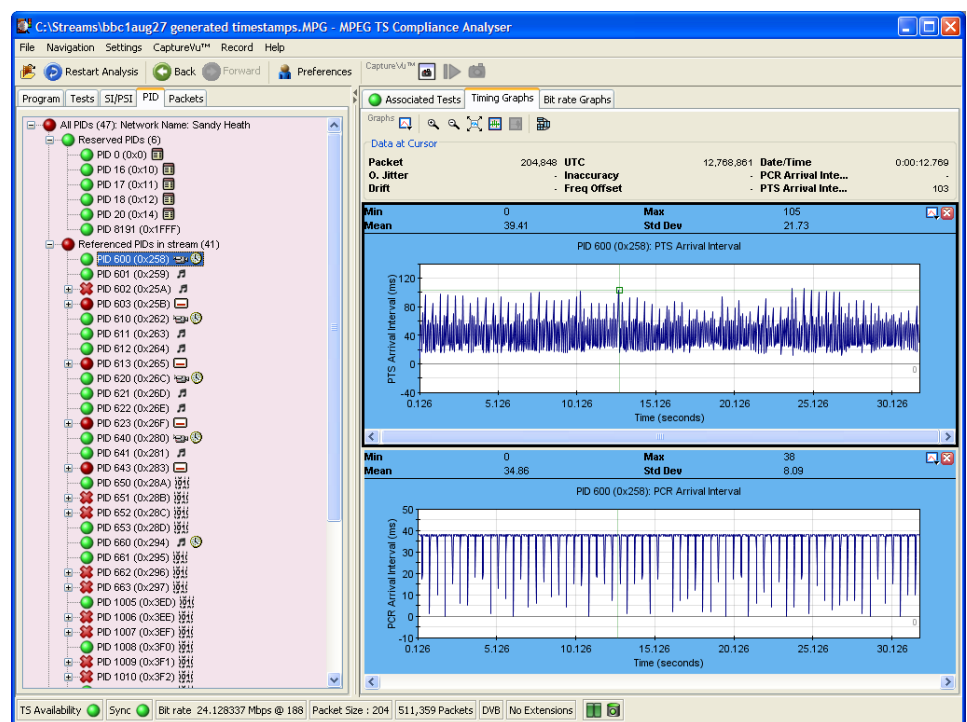 C:\Streams\bbc1aug27 generated timestamps.MPG - MPEG TS Compliance Analyser
File Navigation Settings CaptureVu™ Record Help
Restart Analysis Back Forward Preferences CaptureVu™
Program Tests SI/PSI PID Packets
All PIDs (47): Network Name: Sandy Heath
Reserved PIDs (6)
PID 0 (0x0)
PID 16 (0x10)
PID 17 (0x11)
PID 18 (0x12)
PID 20 (0x14)
PID 8191 (0x1FFF)
Referenced PIDs in stream (41)
PID 600 (0x258)
PID 601 (0x259)
PID 602 (0x25A)
PID 603 (0x25B)
PID 610 (0x262)
PID 611 (0x263)
PID 612 (0x264)
PID 613 (0x265)
PID 620 (0x26C)
PID 621 (0x26D)
PID 622 (0x26E)
PID 623 (0x26F)
PID 640 (0x280)
PID 641 (0x281)
PID 643 (0x283)
PID 650 (0x28A)
PID 651 (0x28B)
PID 652 (0x28C)
PID 653 (0x28D)
PID 660 (0x294)
PID 661 (0x295)
PID 662 (0x296)
PID 663 (0x297)
PID 1005 (0x3ED)
PID 1006 (0x3EE)
PID 1007 (0x3EF)
PID 1008 (0x3F0)
PID 1009 (0x3F1)
PID 1010 (0x3F2)
Associated Tests Timing Graphs Bit rate Graphs
Graphs
Data at Cursor
Packet 204,848 UTC 12,768,861 Date/Time 0:00:12.769
O. Jitter - Inaccuracy - PCR Arrival Inte... -
Drift - Freq Offset - PTS Arrival Inte... 103
Min 0 Max 105
Mean 39.41 Std Dev 21.73
PID 600 (0x258): PTS Arrival Interval
PTS Arrival Interval (ms)
120
80
40
0
-40
0
0.126 5.126 10.126 15.126 20.126 25.126 30.126
Time (seconds)
Min 0 Max 38
Mean 34.86 Std Dev 8.09
PID 600 (0x258): PCR Arrival Interval
PCR Arrival Interval (ms)
50
40
30
20
10
0
-10
0
0.126 5.126 10.126 15.126 20.126 25.126 30.126
Time (seconds)
TS Availability Sync Bit rate 24.128337 Mbps @ 188 Packet Size : 204 511,359 Packets DVB No Extensions